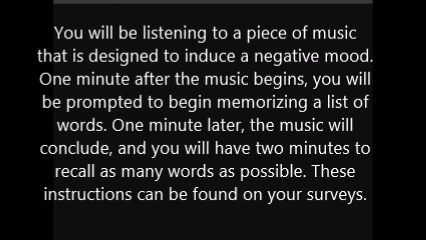 You will be listening to a piece of music
that is designed to induce a negative mood.
One minute after the music begins, you will
be prompted to begin memorizing a list of
words. One minute later, the music will
conclude, and you will have two minutes to
recall as many words as possible. These
instructions can be found on your surveys.